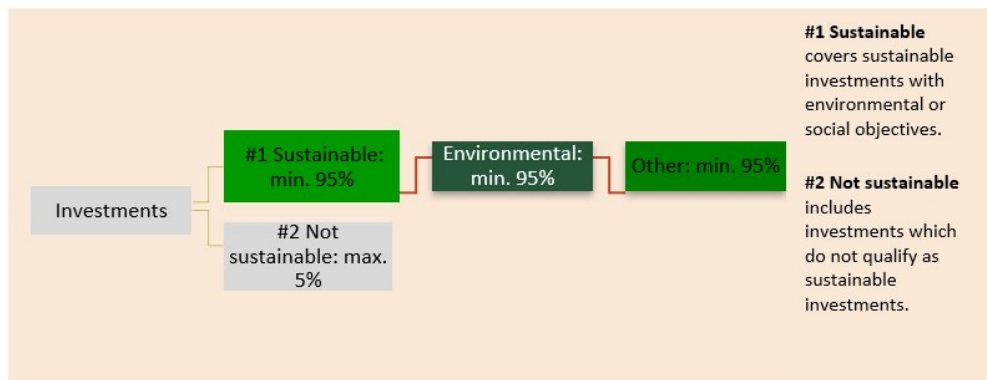 Investments
#1 Sustainable:
min. 95%
#2 Not
sustainable: max.
5%
Environmental:
min. 95%
Other: min. 95%
#1 Sustainable
covers sustainable
investments with
environmental or
social objectives.
#2 Not sustainable
includes
investments which
do not qualify as
sustainable
investments.